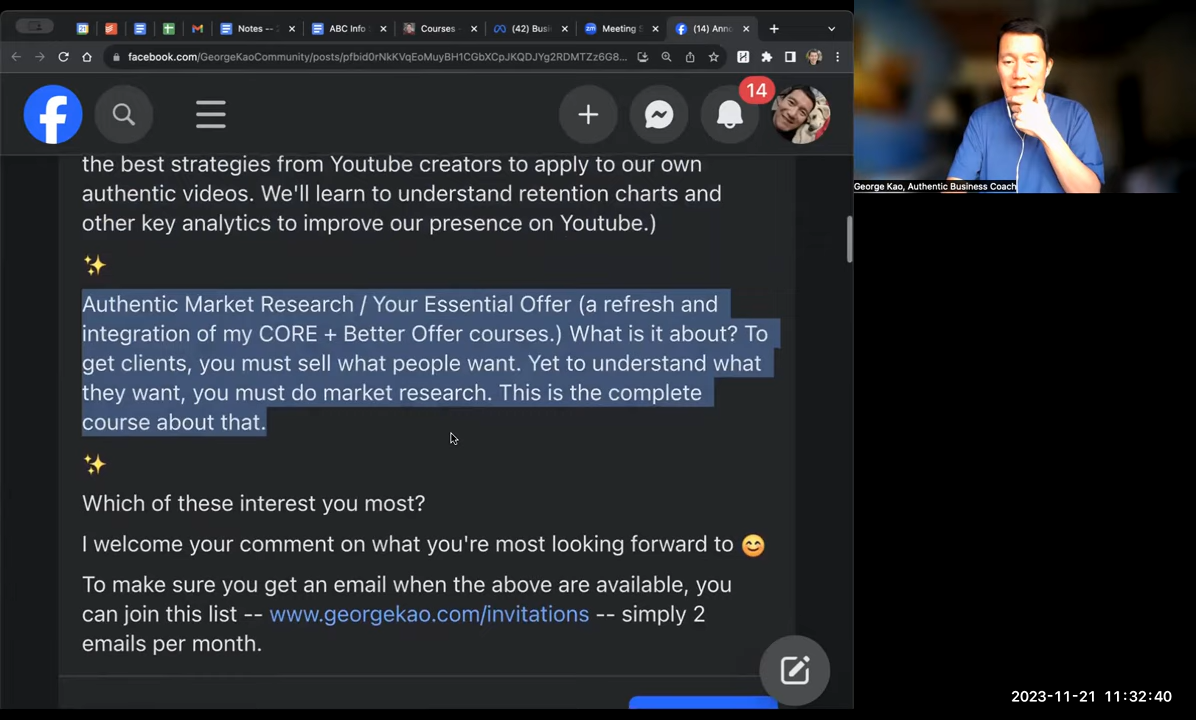 Notes --
ABC Info
Courses
(42) Busi
Meeting S
(14) Anno
facebook.com/GeorgeKaoCommunity/posts/pfbid0rNkKVqEoMuyBH1CGbXCpJKQDJYg2RDMTZz6G8...
14
the best strategies from Youtube creators to apply to our own
authentic videos. We'll learn to understand retention charts and
other key analytics to improve our presence on Youtube.)
Authentic Market Research / Your Essential Offer (a refresh and
integration of my CORE + Better Offer courses.) What is it about? To
get clients, you must sell what people want. Yet to understand what
they want, you must do market research. This is the complete
course about that.
Which of these interest you most?
I welcome your comment on what you're most looking forward to 😊
To make sure you get an email when the above are available, you
can join this list -- www.georgekao.com/invitations -- simply 2
emails per month.
George Kao, Authentic Business Coach
2023-11-21 11:32:40